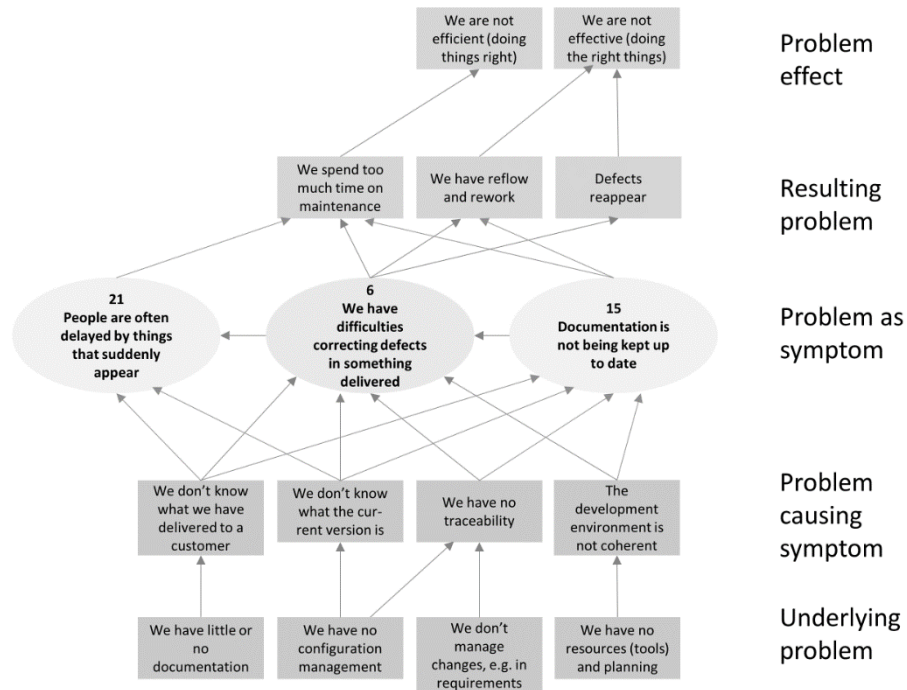 We are not
efficient (doing
things right)
We are not
effective (doing
the right things)
Problem
effect
We spend too
much time on
maintenance
We have reflow
and rework
Defects
reappear
Resulting
problem
21
People are often
delayed by things
that suddenly
appear
6
We have
difficulties
correcting defects
in something
delivered
15
Documentation is
not being kept up
to date
Problem as
symptom
We don’t know
what we have
delivered to a
customer
We don’t know
what the cur-
rent version is
We have no
traceability
The
development
environment is
not coherent
Problem
causing
symptom
We have little or
no documentation
We have no
configuration
management
We don’t
manage
changes, e.g. in
requirements
We have no
resources (tools)
and planning
Underlying
problem